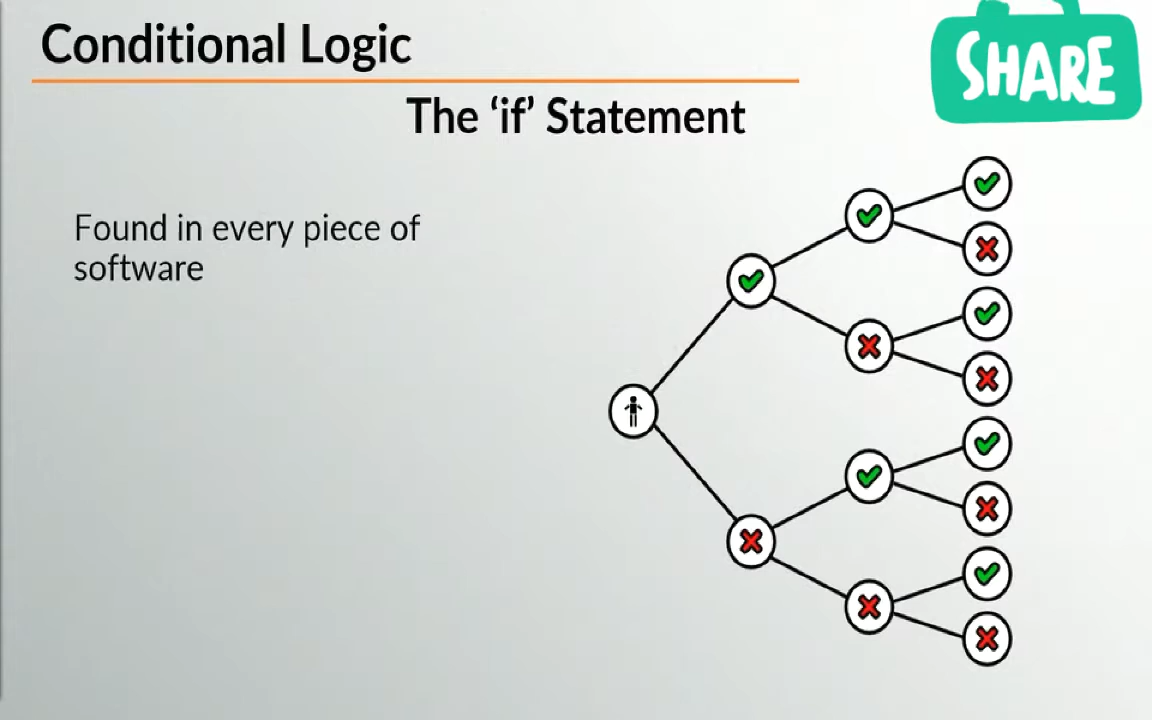 Conditional Logic
SHARE
The ‘if’ Statement
Found in every piece of
software